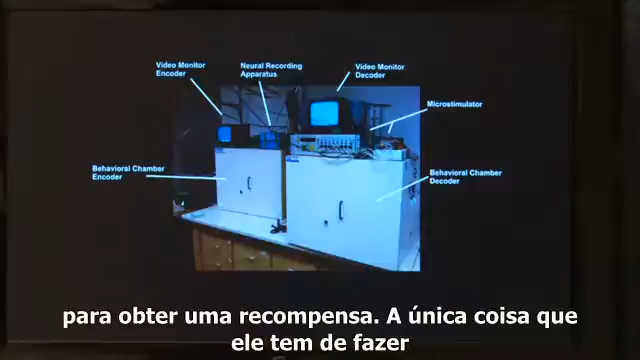 Video Monitor
Encoder
Neural Recording
Apparatus
Video Monitor
Decoder
Microstimulator
Behavioral Chamber
Encoder
Behavioral Chamber
Decoder
para obter uma recompensa. A única coisa que
ele tem de fazer